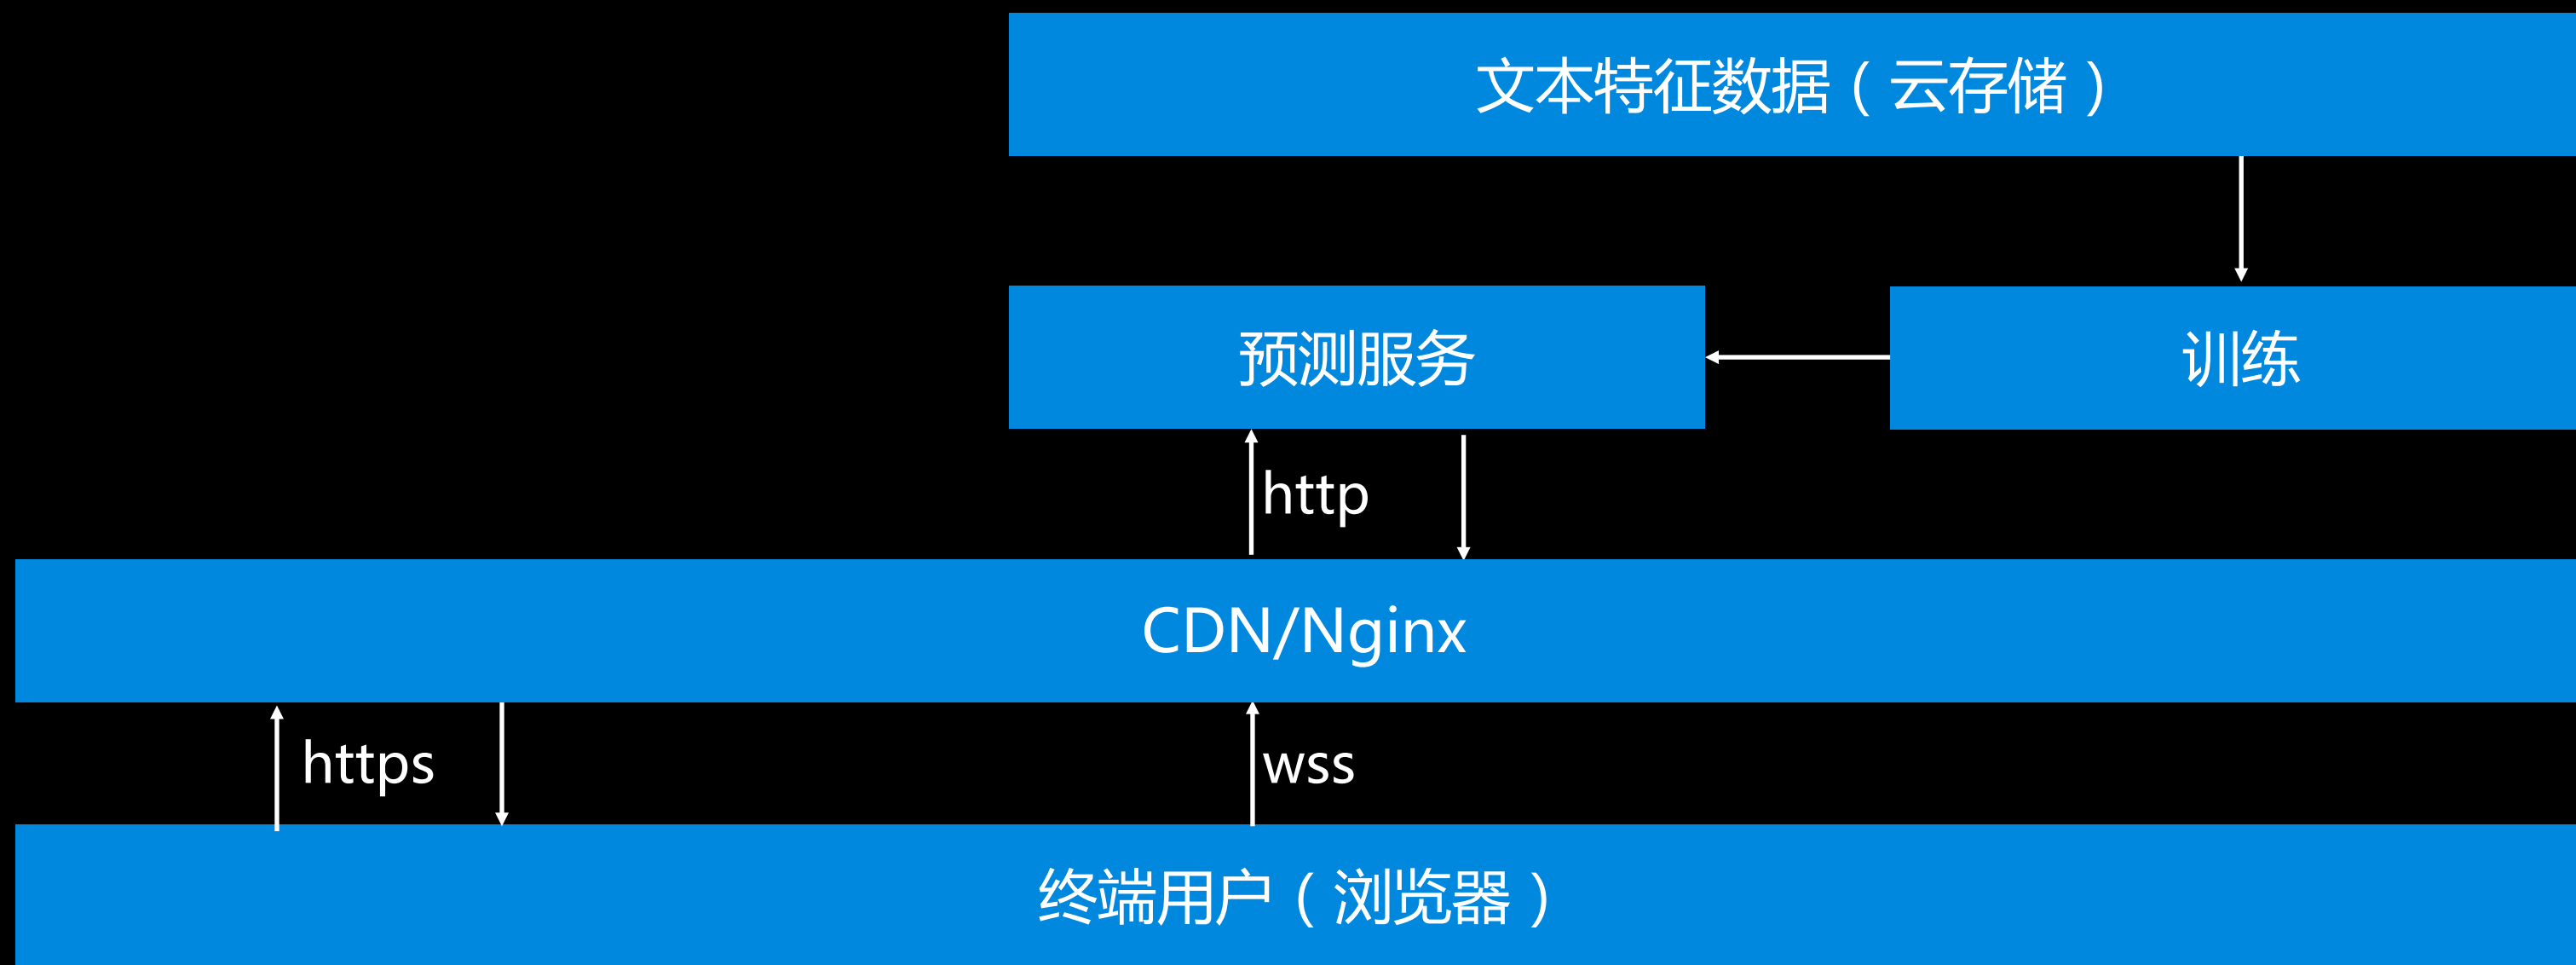 文本特征数据（云存储）
预测服务
训练
http
CDN/Nginx
https
wss
终端用户（浏览器）